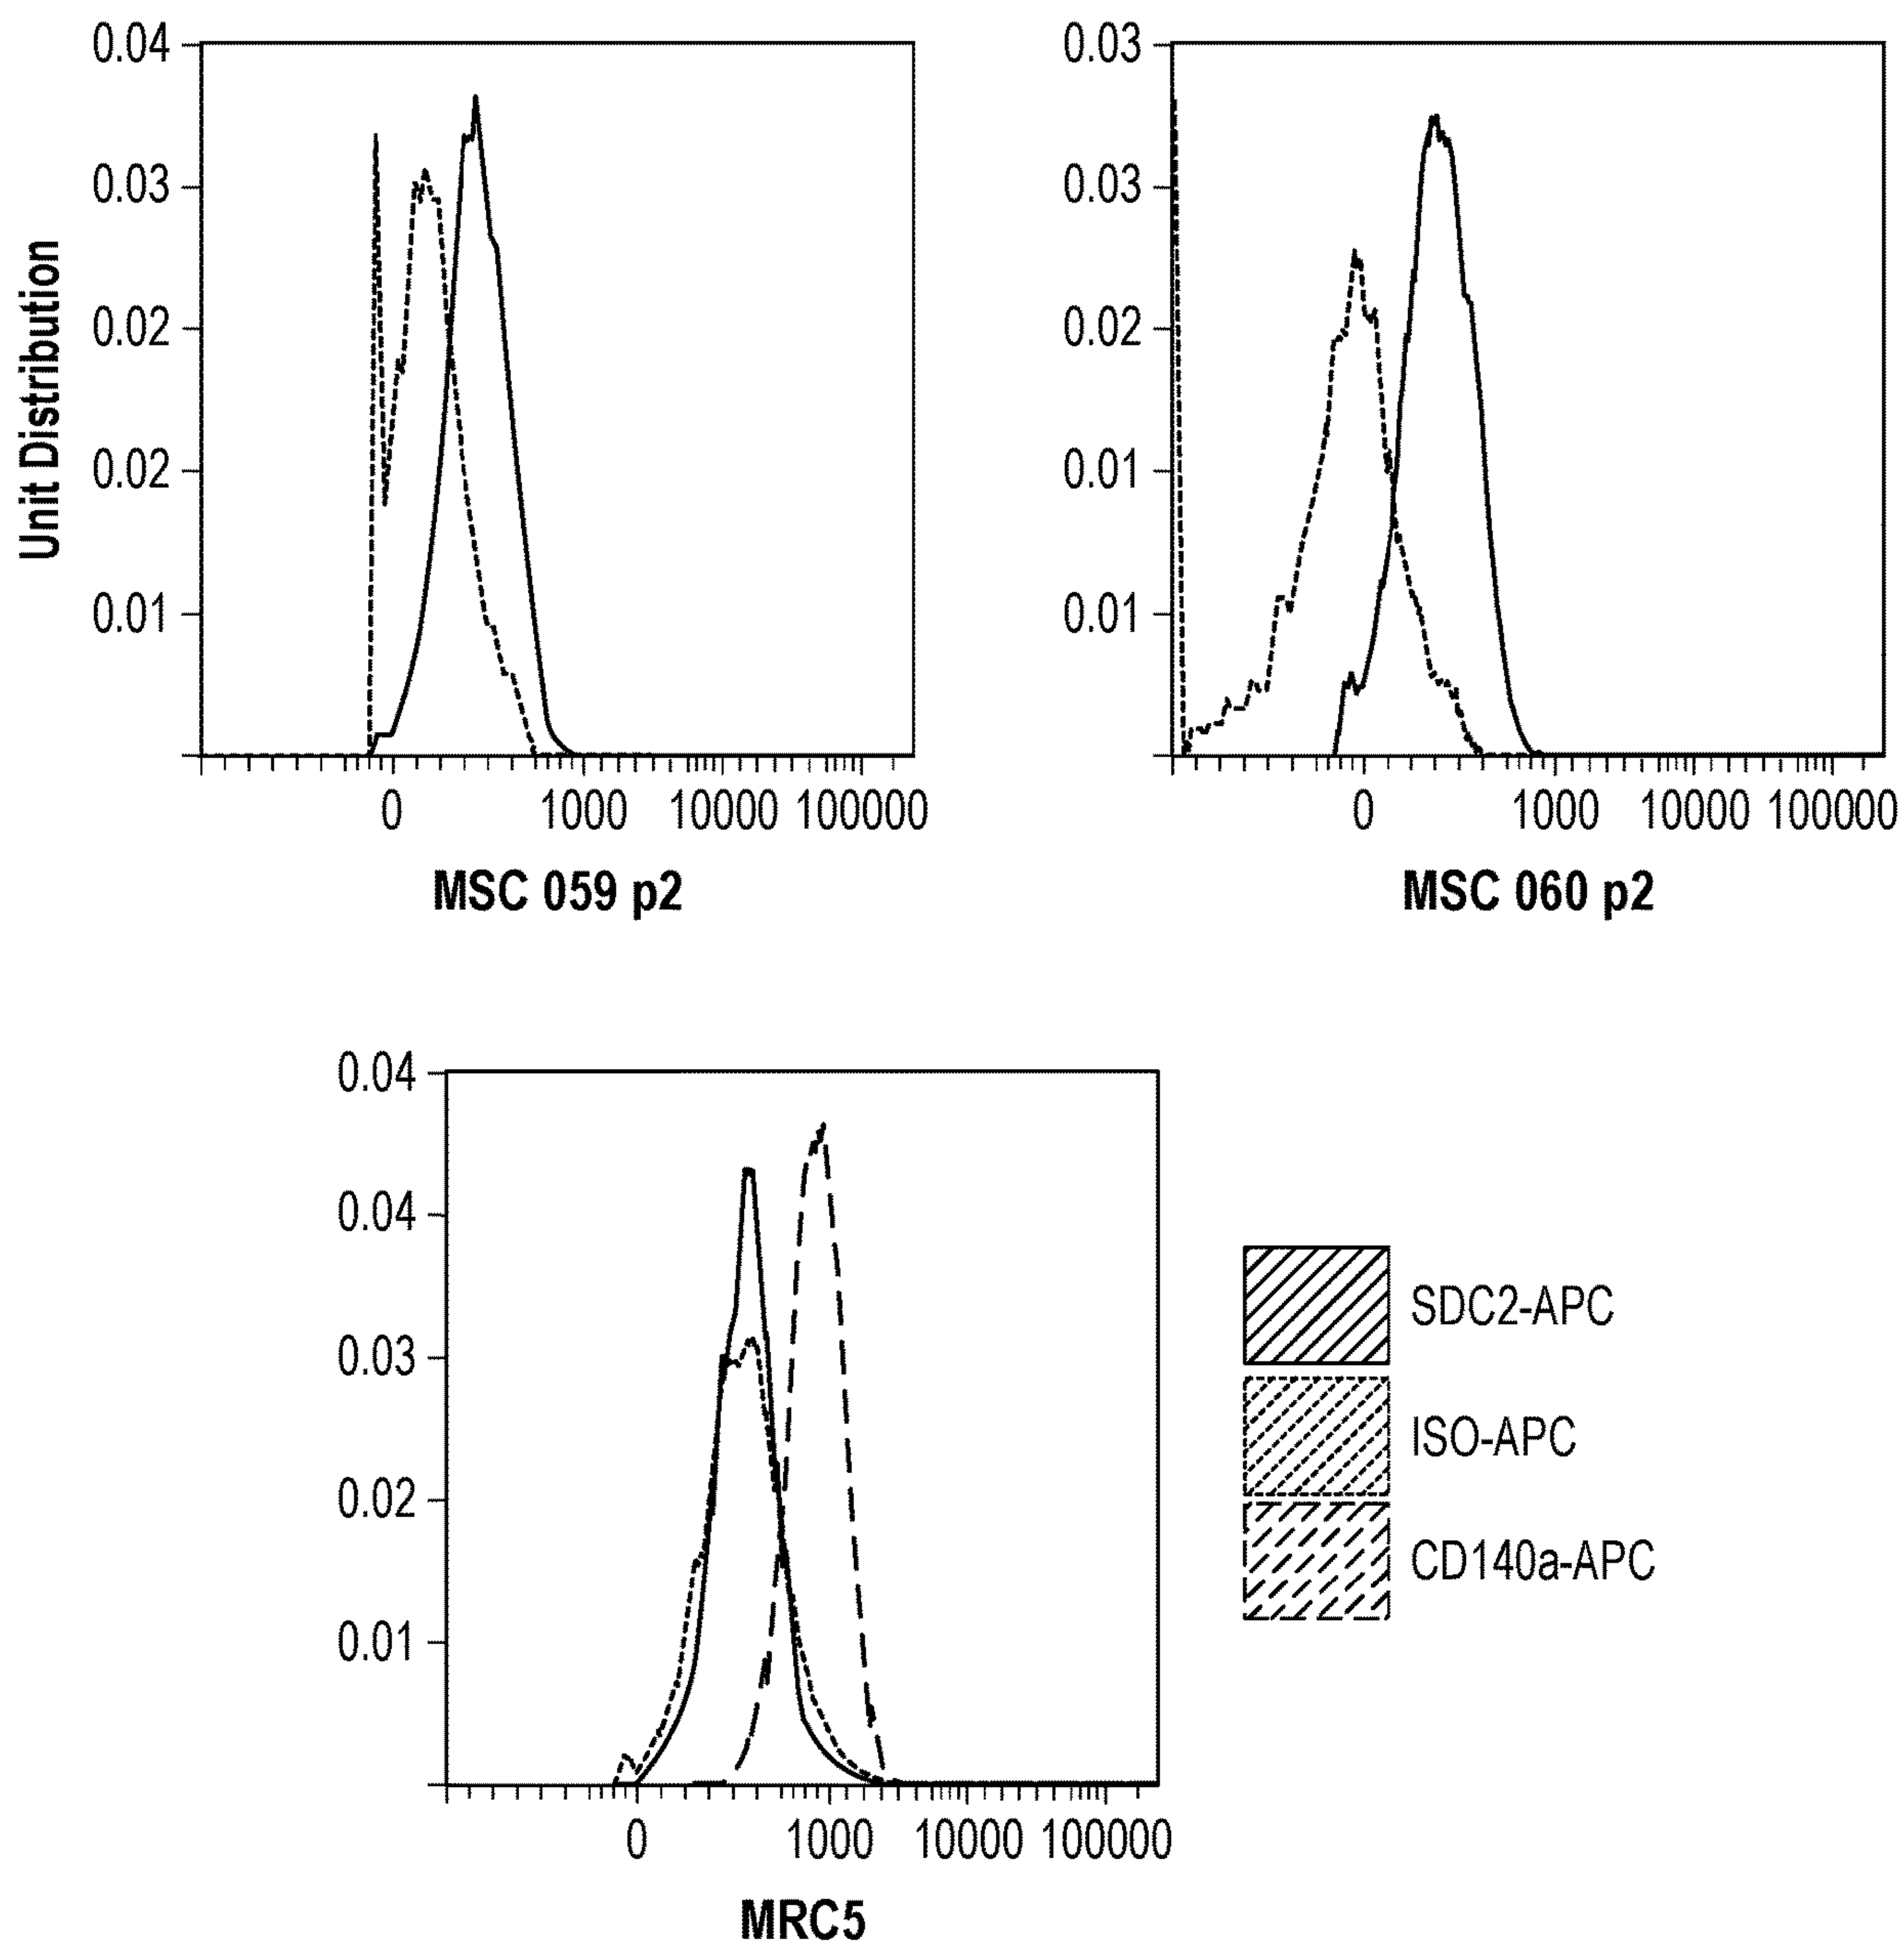 0.04
0.03
0.02
0.02
0.01
Unit Distribution
0 1000 10000 100000
MSC 059 p2
0.03
0.03
0.02
0.01
0.01
0 1000 10000 100000
MSC 060 p2
0.04
0.04
0.03
0.02
0.01
0 1000 10000 100000
MRC5
SDC2-APC
ISO-APC
CD140a-APC